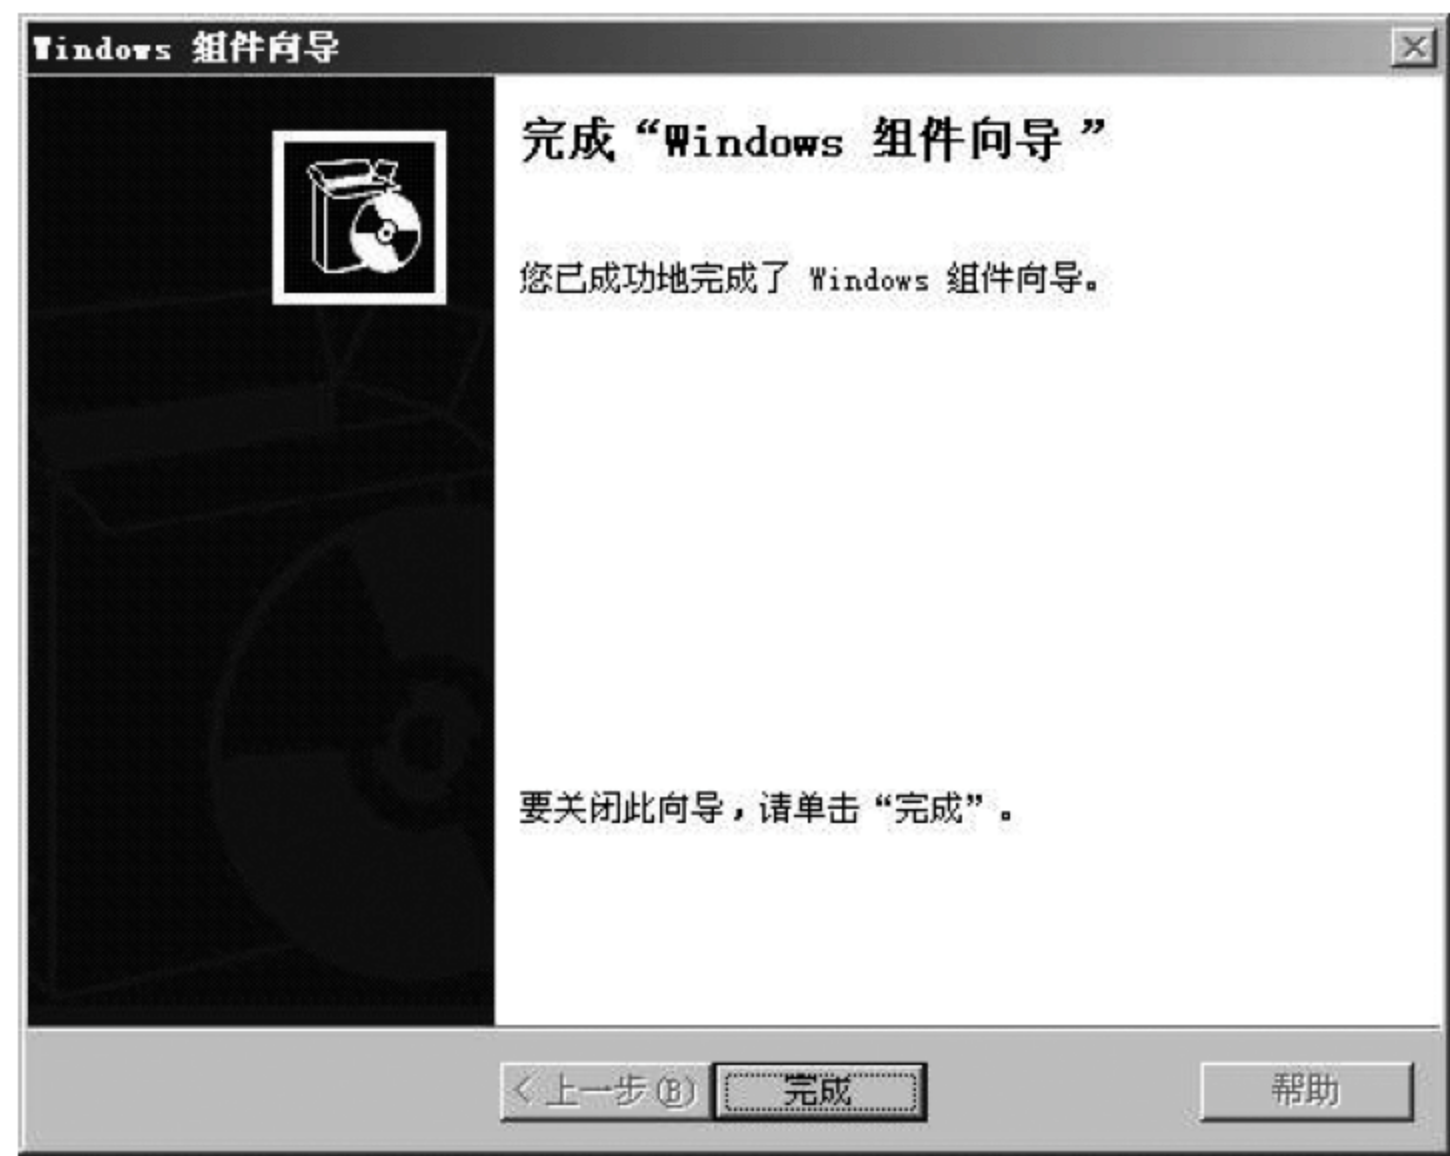 Windows 组件向导
完成“Windows 组件向导”
您已成功地完成了 Windows 组件向导。
要关闭此向导，请单击“完成”。
< 上一步(B)
完成
帮助